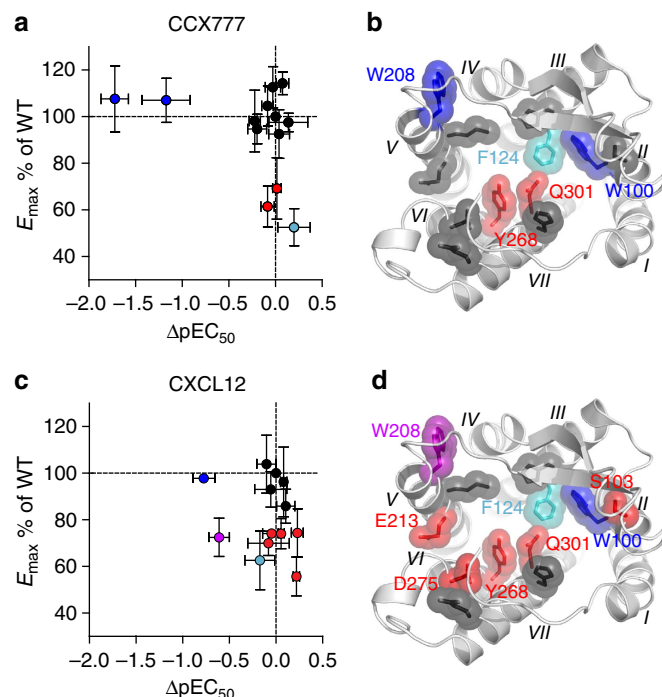 a
CCX777
120
100
80
60
40
Emax % of WT
−2.0 −1.5 −1.0 −0.5 0.0 0.5
ΔpEC50
b
W208
IV
III
V
II
F124
Q301
W100
VI
Y268
VII
I
c
CXCL12
120
100
80
60
40
Emax % of WT
−2.0 −1.5 −1.0 −0.5 0.0 0.5
ΔpEC50
d
W208
IV
III
S103
V
II
F124
E213
Q301
W100
VI
D275
Y268
VII
I